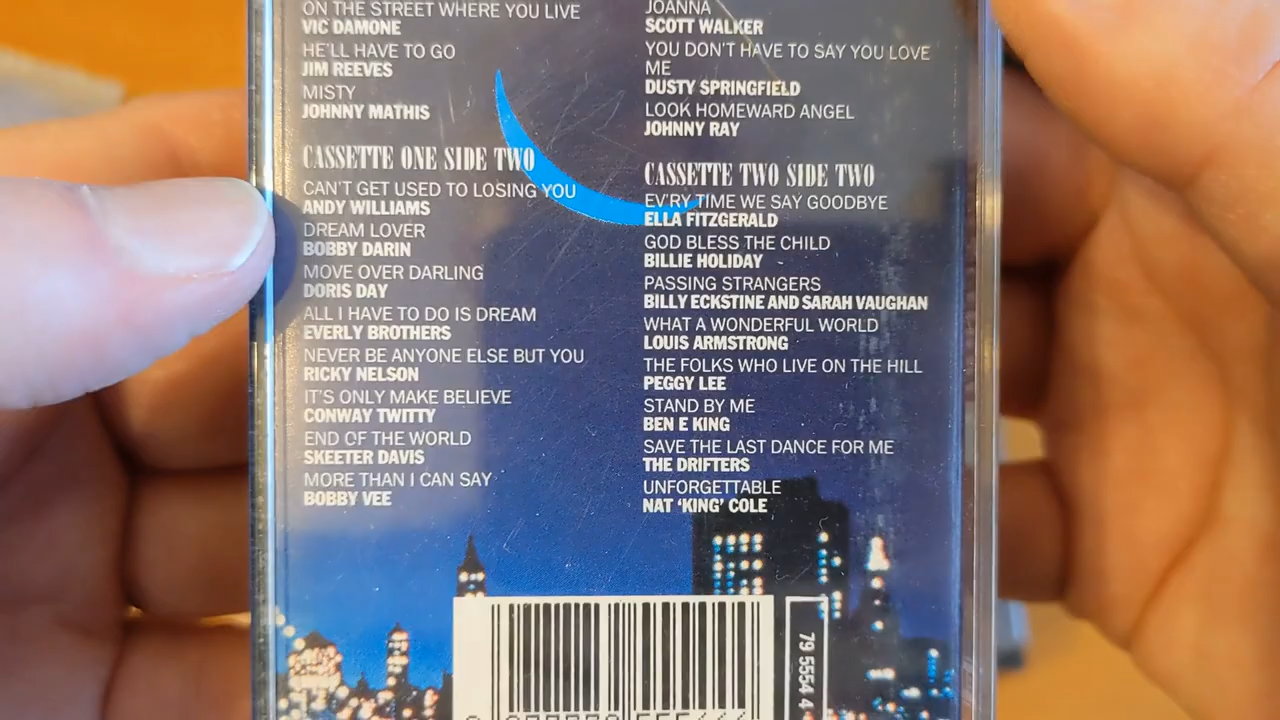 ON THE STREET WHERE YOU LIVE
VIC DAMONE
HE'LL HAVE TO GO
JIM REEVES
MISTY
JOHNNY MATHIS
CASSETTE ONE SIDE TWO
CAN'T GET USED TO LOSING YOU
ANDY WILLIAMS
DREAM LOVER
BOBBY DARIN
MOVE OVER DARLING
DORIS DAY
ALL I HAVE TO DO IS DREAM
EVERLY BROTHERS
NEVER BE ANYONE ELSE BUT YOU
RICKY NELSON
IT'S ONLY MAKE BELIEVE
CONWAY TWITTY
END OF THE WORLD
SKEETER DAVIS
MORE THAN I CAN SAY
BOBBY VEE
JOANNA
SCOTT WALKER
YOU DON'T HAVE TO SAY YOU LOVE
ME
DUSTY SPRINGFIELD
LOOK HOMEWARD ANGEL
JOHNNY RAY
CASSETTE TWO SIDE TWO
EV'RY TIME WE SAY GOODBYE
ELLA FITZGERALD
GOD BLESS THE CHILD
BILLIE HOLIDAY
PASSING STRANGERS
BILLY ECKSTINE AND SARAH VAUGHAN
WHAT A WONDERFUL WORLD
LOUIS ARMSTRONG
THE FOLKS WHO LIVE ON THE HILL
PEGGY LEE
STAND BY ME
BEN E KING
SAVE THE LAST DANCE FOR ME
THE DRIFTERS
UNFORGETTABLE
NAT ‘KING’ COLE
79 5554 4